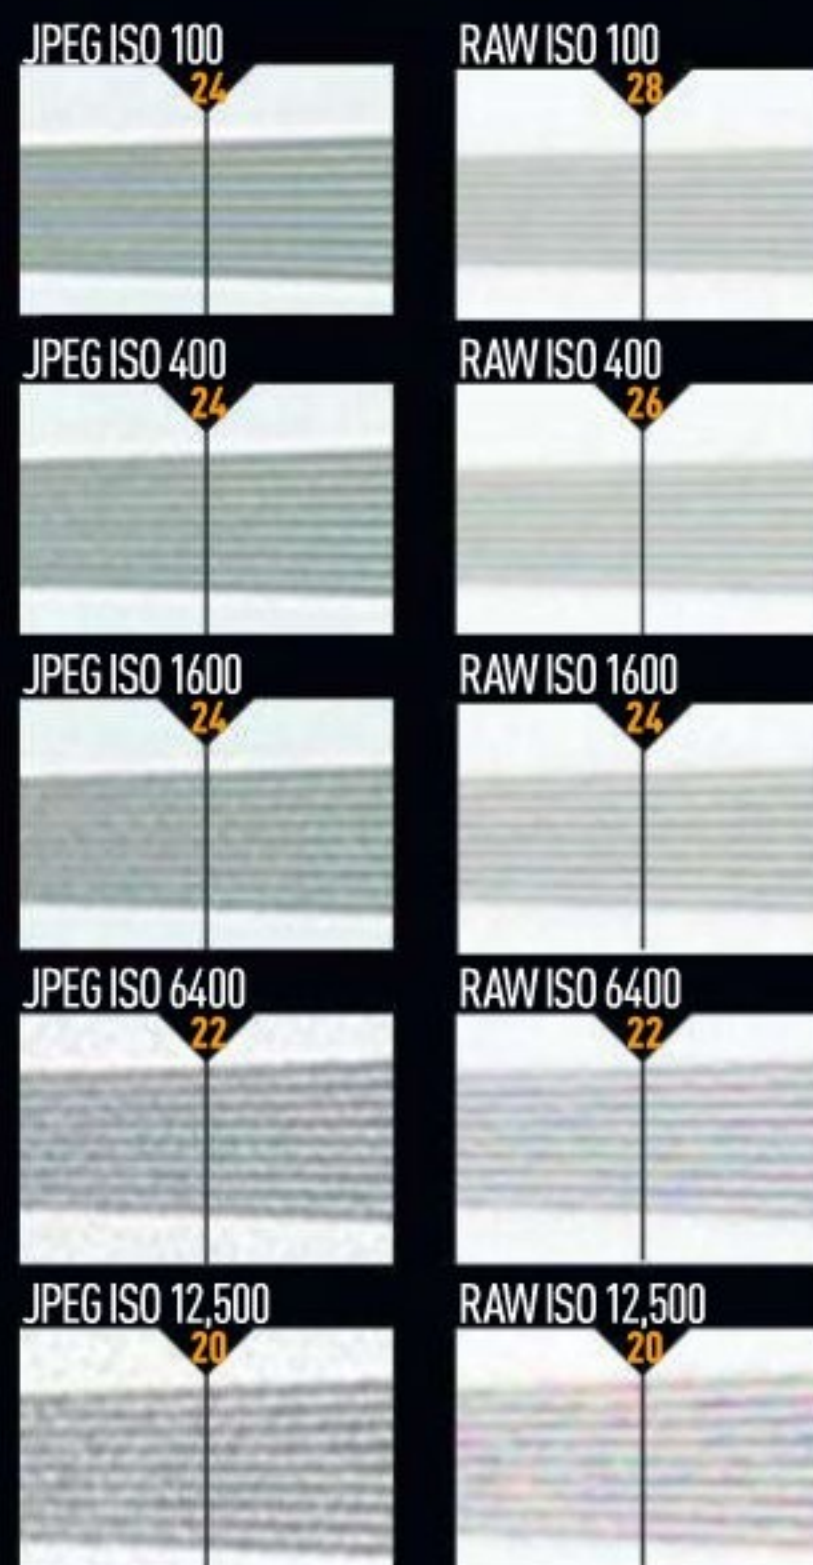 JPEG ISO 100
24
RAW ISO 100
28
JPEG ISO 400
24
RAW ISO 400
26
JPEG ISO 1600
24
RAW ISO 1600
24
JPEG ISO 6400
22
RAW ISO 6400
22
JPEG ISO 12,500
20
RAW ISO 12,500
20